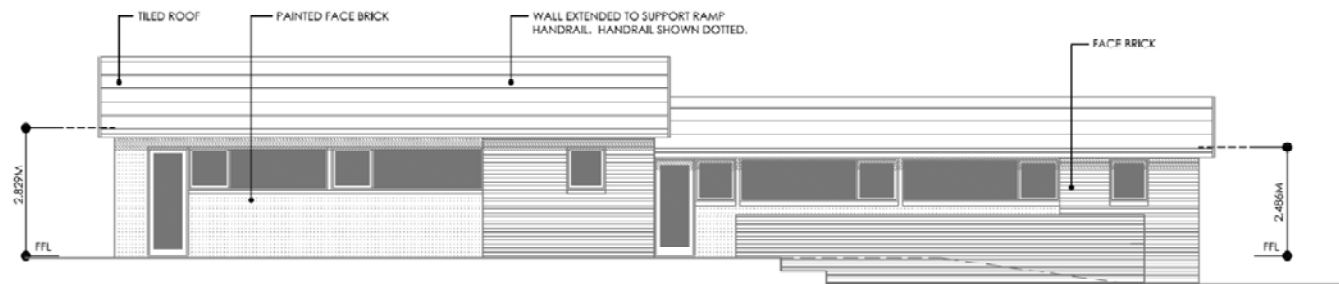 TILED ROOF
PAINTED FACE BRICK
WALL EXTENDED TO SUPPORT RAMP
HANDRAIL. HANDRAIL SHOWN DOTTED.
FACE BRICK
2.829M
2.486M
FFL
FFL